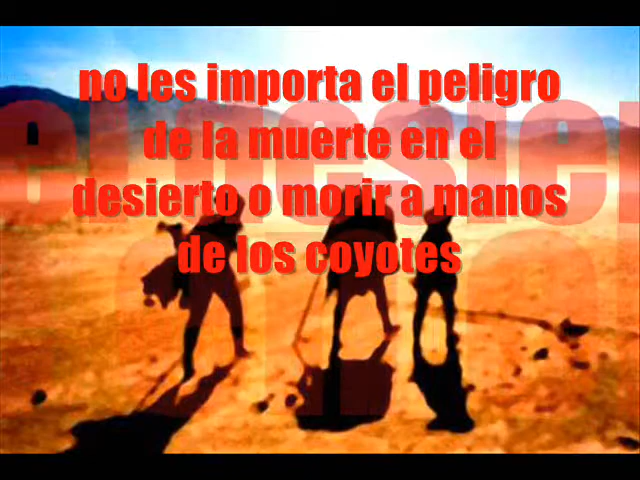 no les importa el peligro
de la muerte en el
desierto o morir a manos
de los coyotes